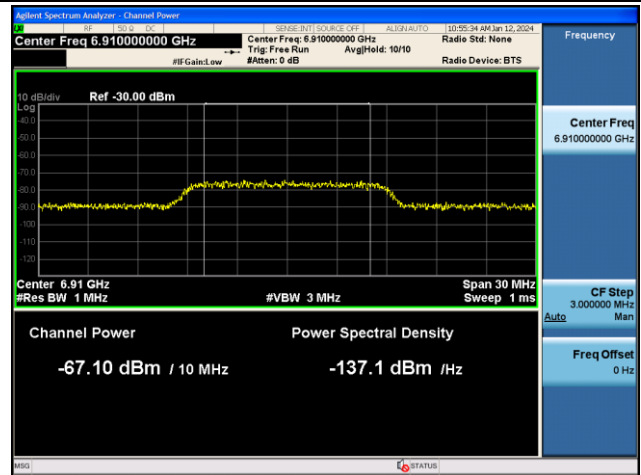 Agilent Spectrum Analyzer - Channel Power
RF 50 Ω DC SENSE:INT SOURCE OFF ALIGNAUTO 10:55:34 AM Jan 12, 2024
Center Freq 6.910000000 GHz
Center Freq: 6.910000000 GHz
Radio Std: None
Trig: Free Run Avg|Hold: 10/10
#IFGain:Low #Atten: 0 dB Radio Device: BTS
10 dB/div Ref -30.00 dBm
Log
-40.0
-50.0
-60.0
-70.0
-80.0
-90.0
-100
-110
-120
Center 6.91 GHz Span 30 MHz
#Res BW 1 MHz #VBW 3 MHz Sweep 1 ms
Channel Power Power Spectral Density
-67.10 dBm / 10 MHz -137.1 dBm /Hz
MSG STATUS
Frequency
Center Freq
6.910000000 GHz
CF Step
3.000000 MHz
Auto Man
Freq Offset
0 Hz